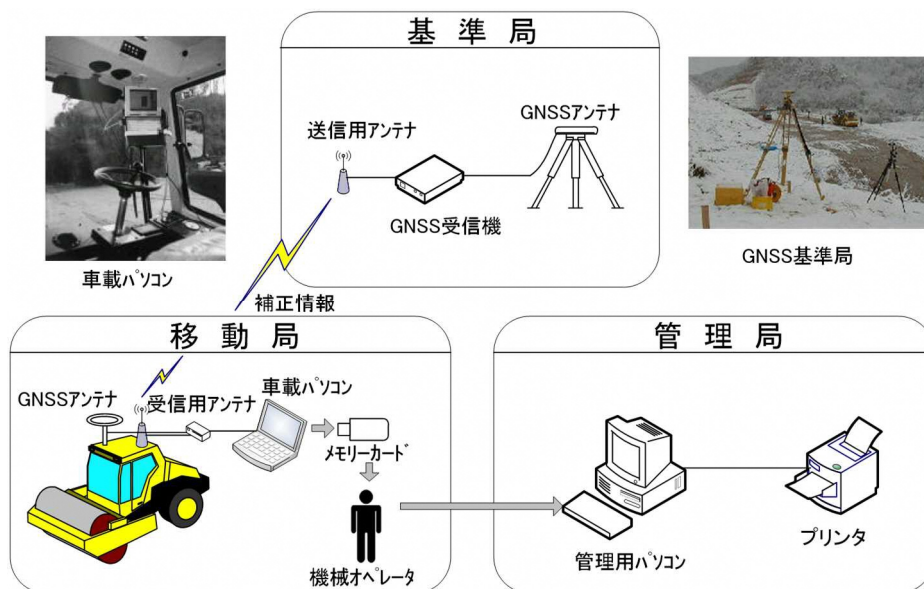 基準局
送信用アンテナ
GNSSアンテナ
GNSS受信機
車載パソコン
GNSS基準局
補正情報
移動局
GNSSアンテナ
受信用アンテナ
車載パソコン
メモリーカード
機械オペレータ
管理局
管理用パソコン
プリンタ